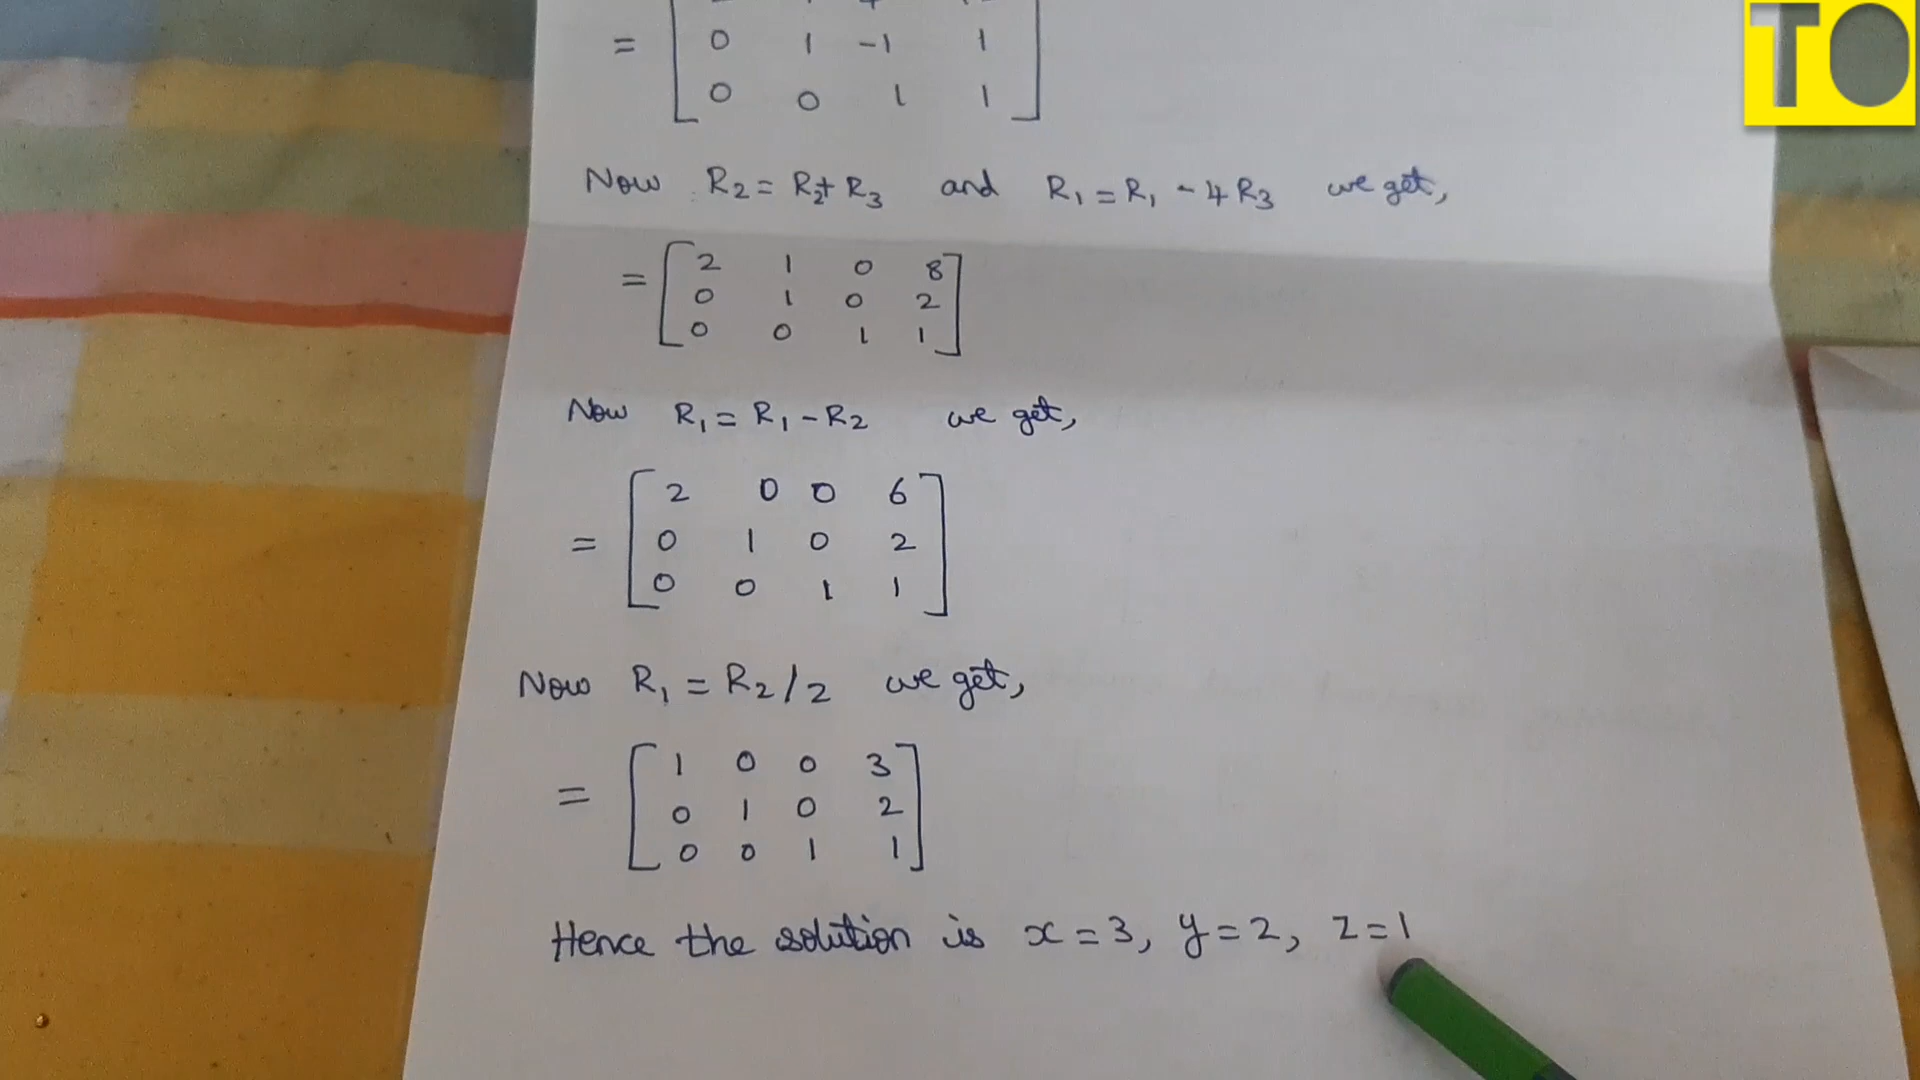 = 0 1 -1 1
0 0 1 1
Now R2 = R2+ R3 and R1 = R1 - 4R3 we get,
2 1 0 8
= 0 1 0 2
0 0 1 1
Now R1 = R1 - R2 we get,
2 0 0 6
= 0 1 0 2
0 0 1 1
Now R1 = R2/2 we get,
1 0 0 3
= 0 1 0 2
0 0 1 1
Hence the solution is x = 3, y = 2, z = 1
TO